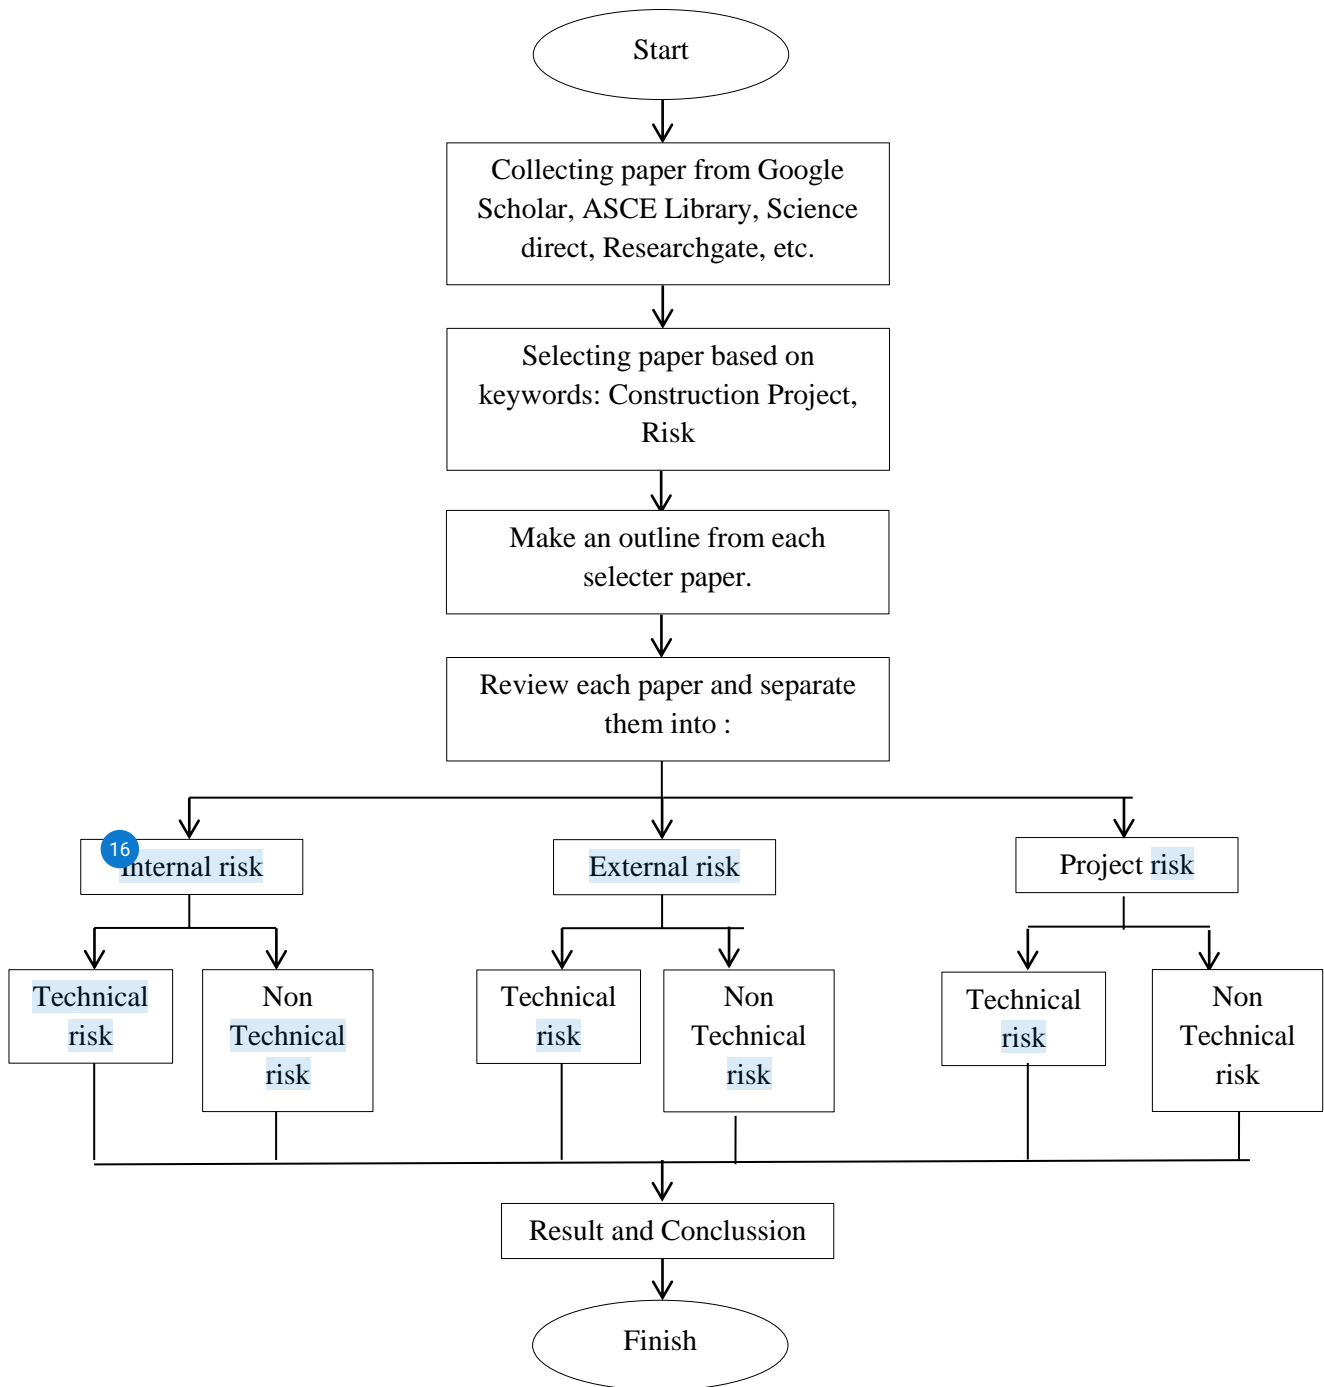 Start
Collecting paper from Google
Scholar, ASCE Library, Science
direct, Researchgate, etc.
Selecting paper based on
keywords: Construction Project,
Risk
Make an outline from each
selecter paper.
Review each paper and separate
them into :
16
Internal risk
External risk
Project risk
Technical
risk
Non
Technical
risk
Technical
risk
Non
Technical
risk
Technical
risk
Non
Technical
risk
Result and Conclussion
Finish